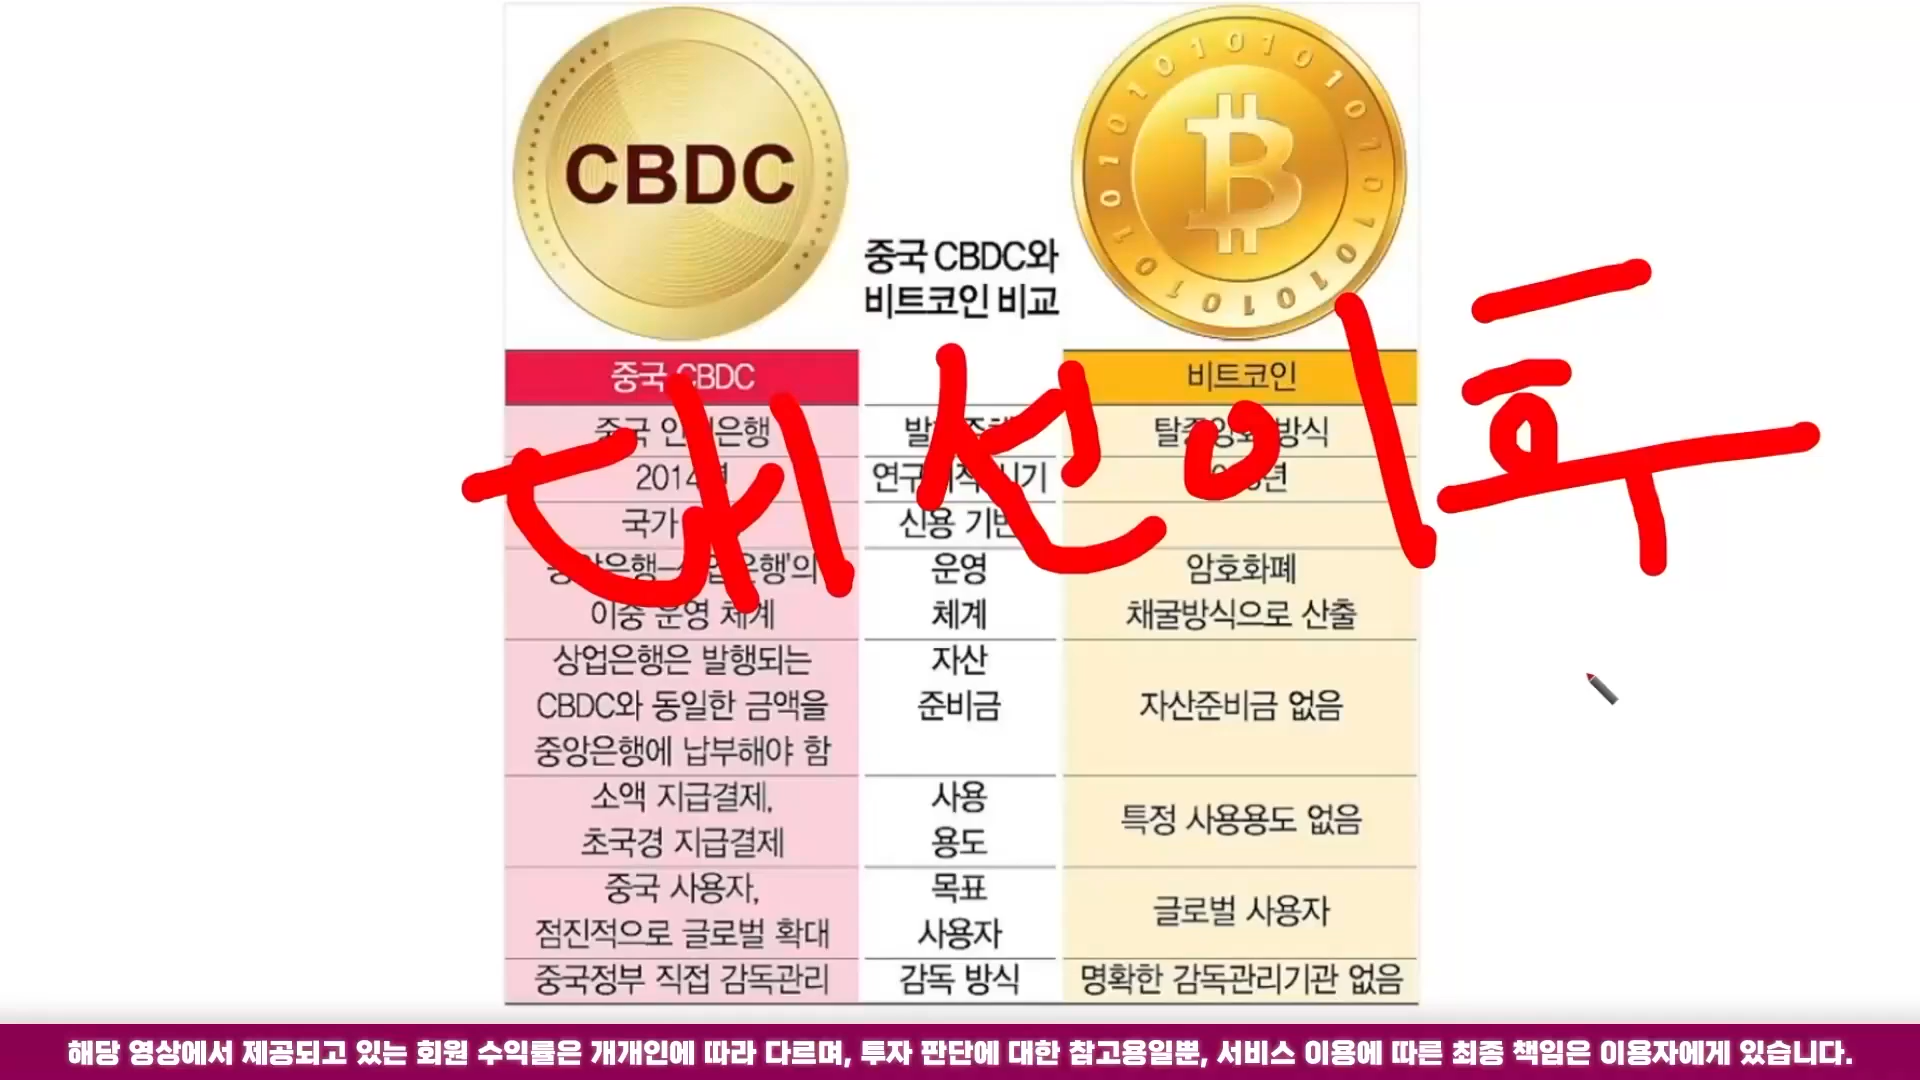 CBDC
중국 CBDC와
비트코인 비교
중국 CBDC
비트코인
대선이후
은행
탈중앙화 방식
2014년
연구 시작 시기
국가
신용 기반
중앙은행-상업은행'의
이중 운영 체계
운영
체계
암호화폐
채굴방식으로 산출
상업은행은 발행되는
CBDC와 동일한 금액을
중앙은행에 납부해야 함
자산
준비금
자산준비금 없음
소액 지급결제,
초국경 지급결제
사용
용도
특정 사용용도 없음
중국 사용자,
점진적으로 글로벌 확대
목표
사용자
글로벌 사용자
중국정부 직접 감독관리
감독 방식
명확한 감독관리기관 없음
해당 영상에서 제공되고 있는 회원 수익률은 개개인에 따라 다르며, 투자 판단에 대한 참고용일뿐, 서비스 이용에 따른 최종 책임은 이용자에게 있습니다.